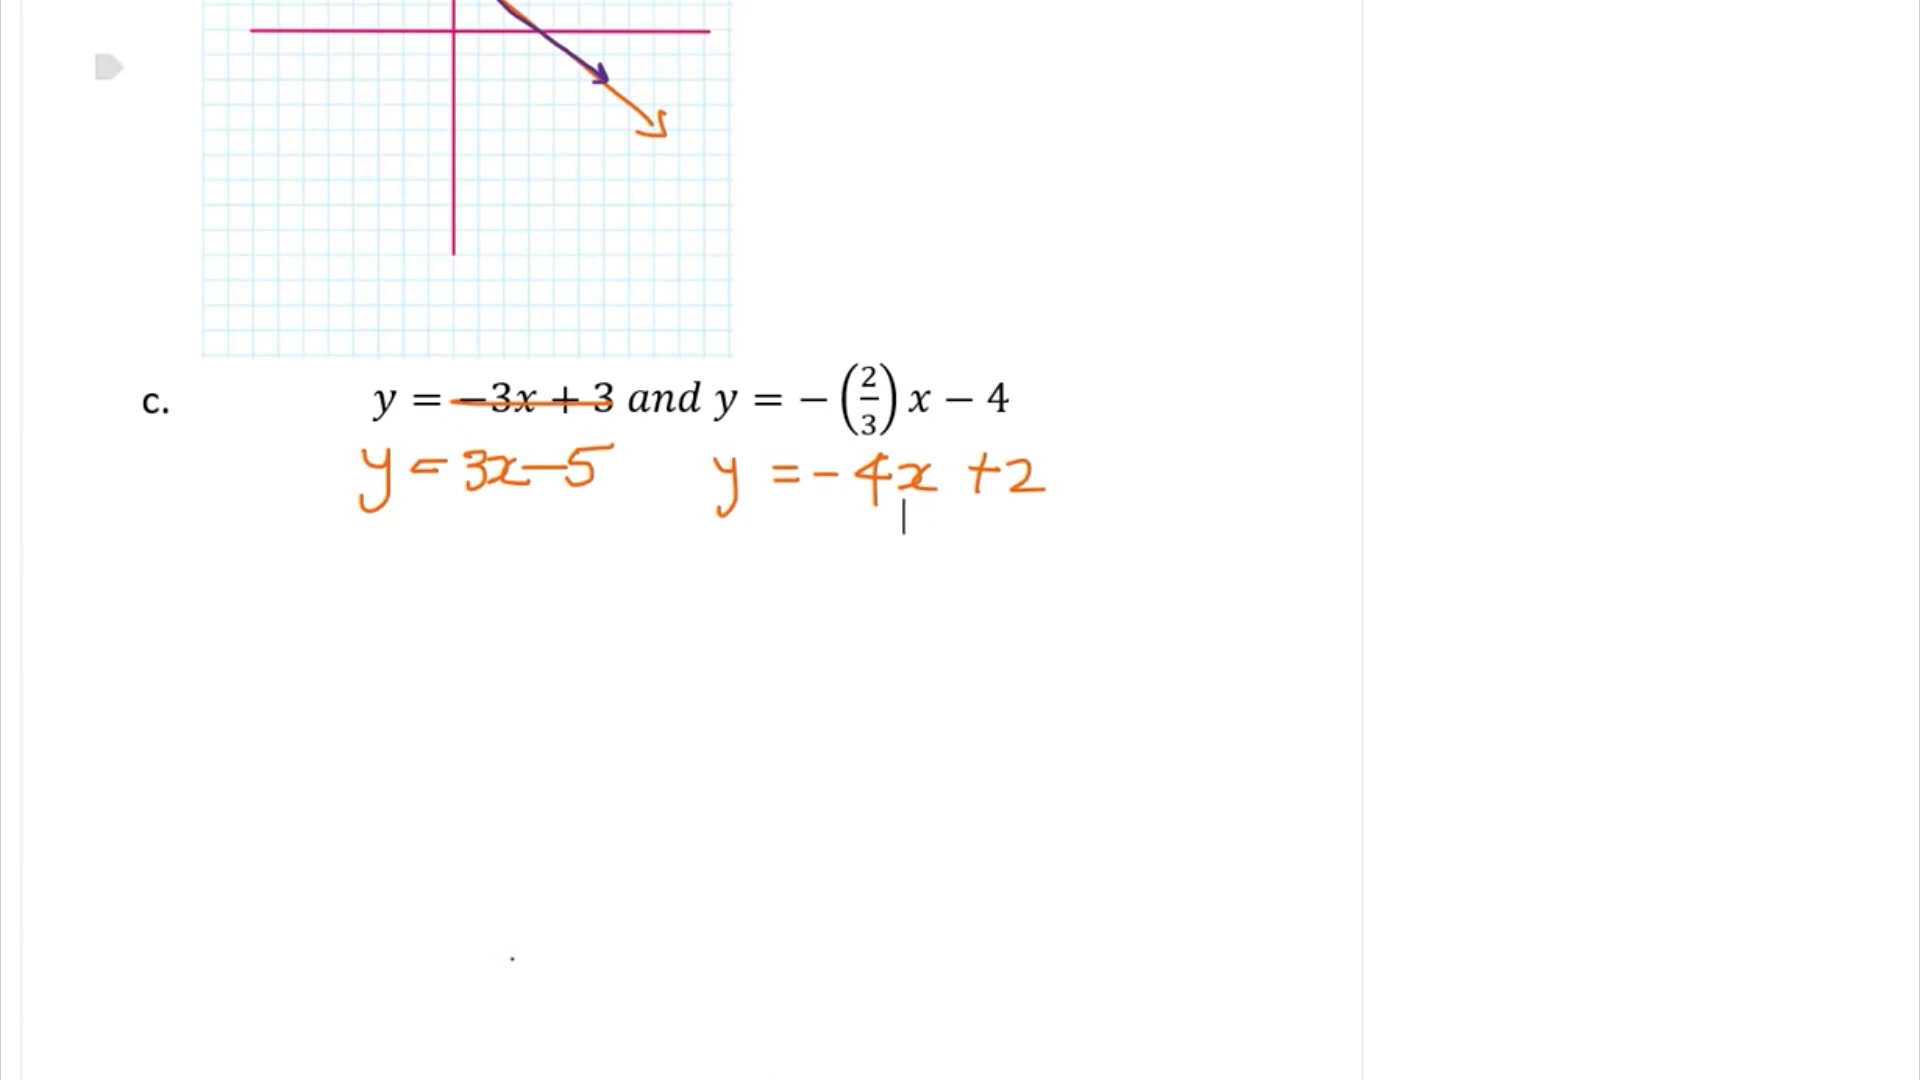 c. y = −3x + 3 and y = −(2/3)x − 4
y = 3x − 5 y = − 4x + 2